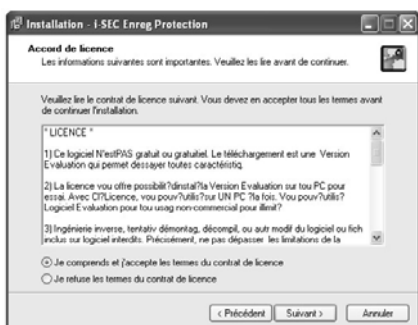 Installation - i-SEC Enreg Protection
Accord de licence
Les informations suivantes sont importantes. Veuillez les lire avant de continuer.
Veuillez lire le contrat de licence suivant. Vous devez en accepter tous les termes avant
de continuer l'installation.
* LICENCE *
1) Ce logiciel N'estPAS gratuit ou gratuitiel. Le téléchargement est une Version
Evaluation qui permet dessayer toutes caractéristiq.
2) La licence vou offre possibilit?dinstal?la Version Evaluation sur tou PC pour
essai. Avec Cl?Licence, vou pouv?utilis?sur UN PC ?la fois. Vou pouv?utilis?
Logiciel Evaluation pour tou usag non-commercial pour illimit?
3) Ingénierie inverse, tentativ démontag, décompil, ou autr modif du logiciel ou fich
inclus sur logiciel interdits. Précisément, ne pas dépasser les limitations de la
Je comprends et j'accepte les termes du contrat de licence
Je refuse les termes du contrat de licence
< Précédent Suivant > Annuler